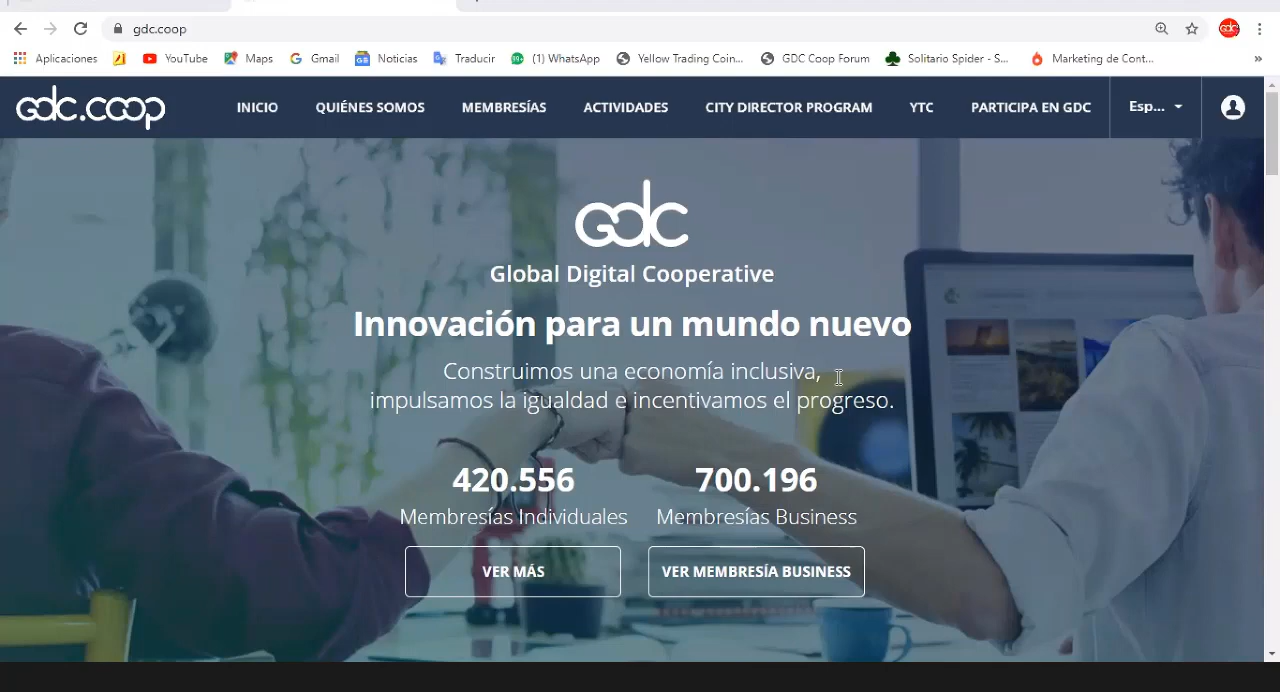 gdc.coop
Aplicaciones YouTube Maps Gmail Noticias Traducir (1) WhatsApp Yellow Trading Coin... GDC Coop Forum Solitario Spider - S... Marketing de Cont... »
gdc.coop INICIO QUIÉNES SOMOS MEMBRESÍAS ACTIVIDADES CITY DIRECTOR PROGRAM YTC PARTICIPA EN GDC Esp...
GDC
Global Digital Cooperative
Innovación para un mundo nuevo
Construimos una economía inclusiva,
impulsamos la igualdad e incentivamos el progreso.
420.556 700.196
Membresías Individuales Membresías Business
VER MÁS VER MEMBRESÍA BUSINESS